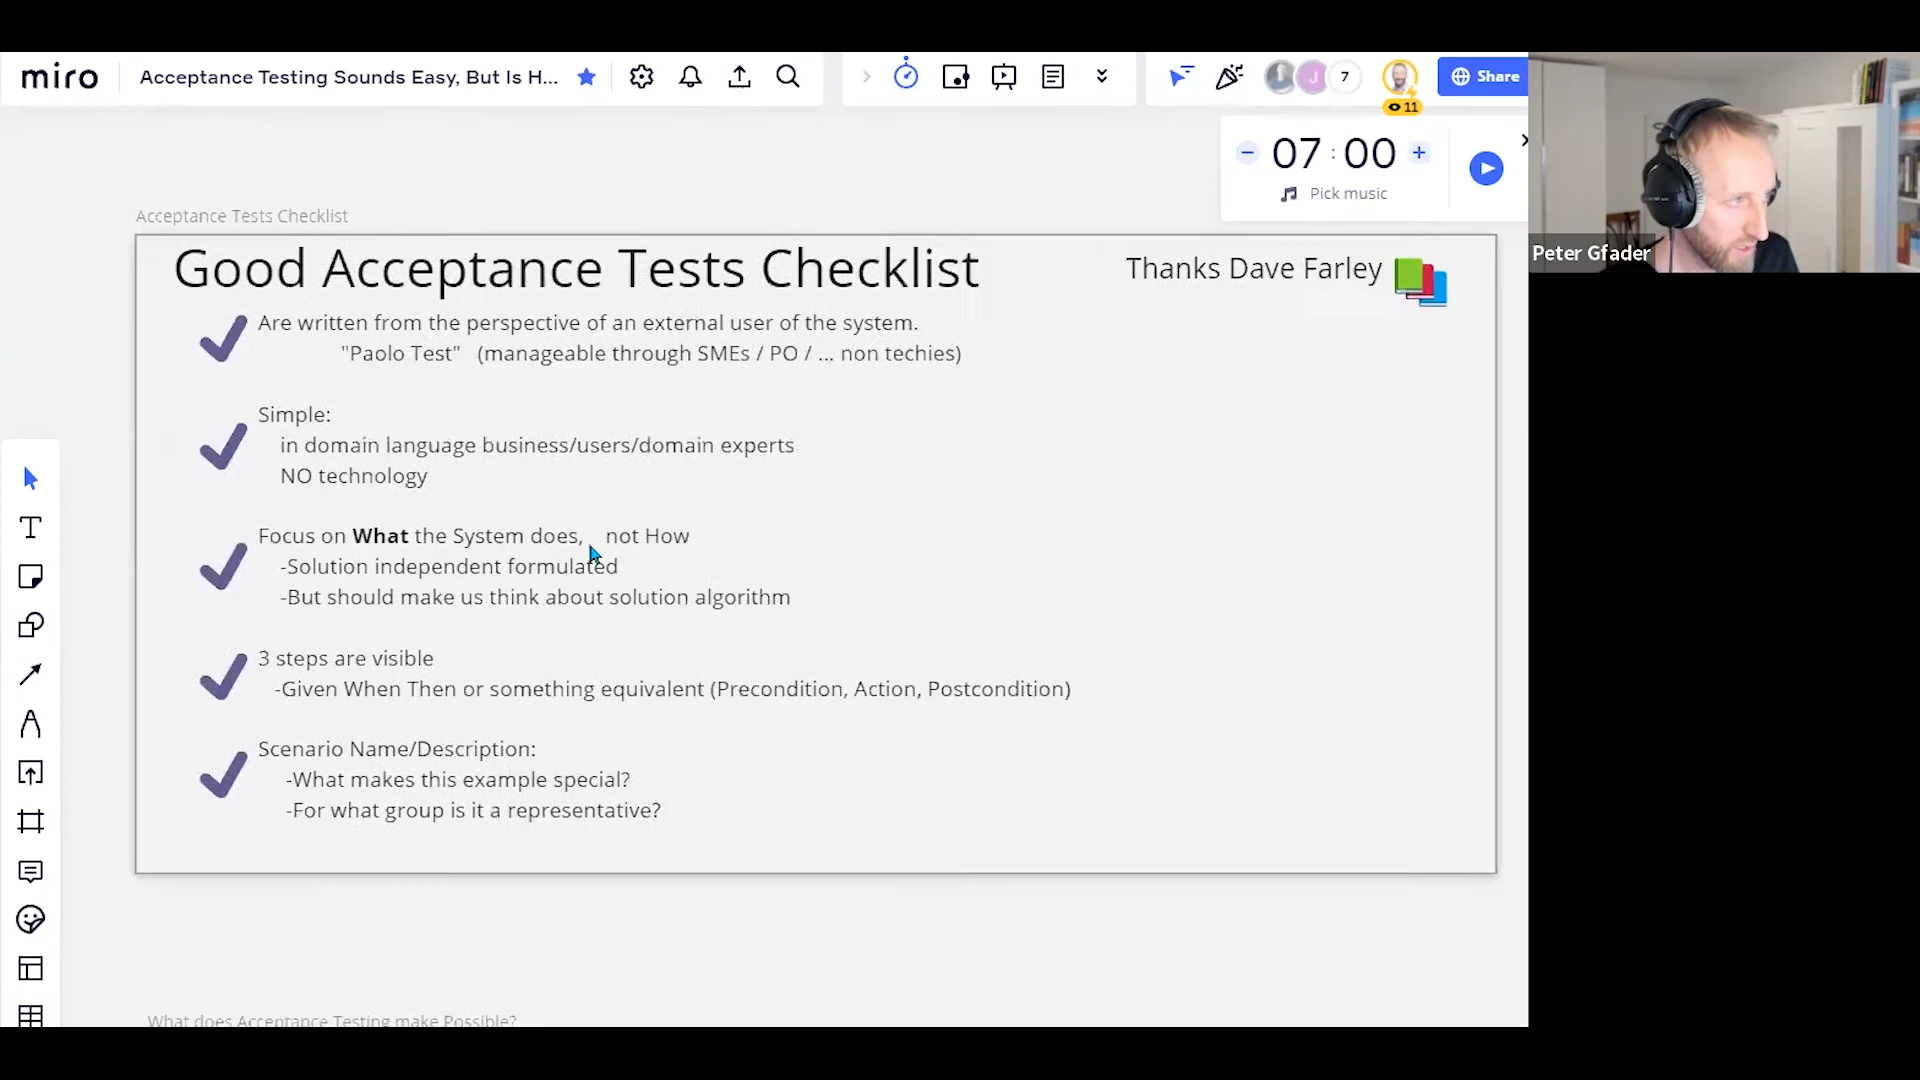 miro
Acceptance Testing Sounds Easy, But Is H...
J
7
11
Share
07 : 00
Pick music
Peter Gfader
Acceptance Tests Checklist
Good Acceptance Tests Checklist
Thanks Dave Farley
Are written from the perspective of an external user of the system.
"Paolo Test" (manageable through SMEs / PO / ... non techies)
Simple:
in domain language business/users/domain experts
NO technology
Focus on What the System does, not How
-Solution independent formulated
-But should make us think about solution algorithm
3 steps are visible
-Given When Then or something equivalent (Precondition, Action, Postcondition)
Scenario Name/Description:
-What makes this example special?
-For what group is it a representative?
What does Acceptance Testing make Possible?